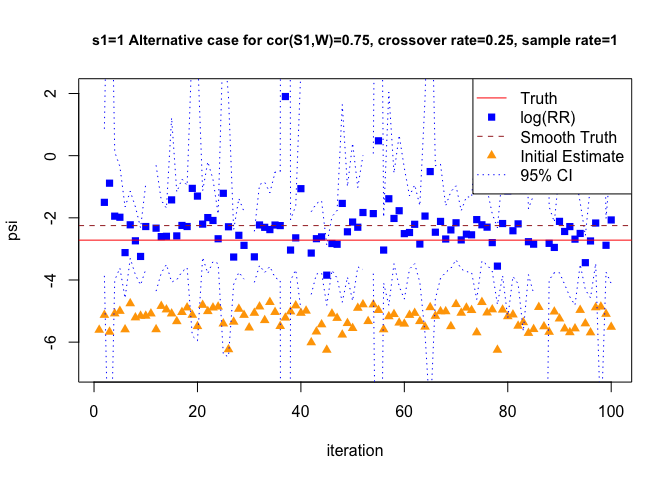 s1=1 Alternative case for cor(S1,W)=0.75, crossover rate=0.25, sample rate=1
Truth
log(RR)
Smooth Truth
Initial Estimate
95% CI
psi
2
0
-2
-4
-6
0 20 40 60 80 100
iteration